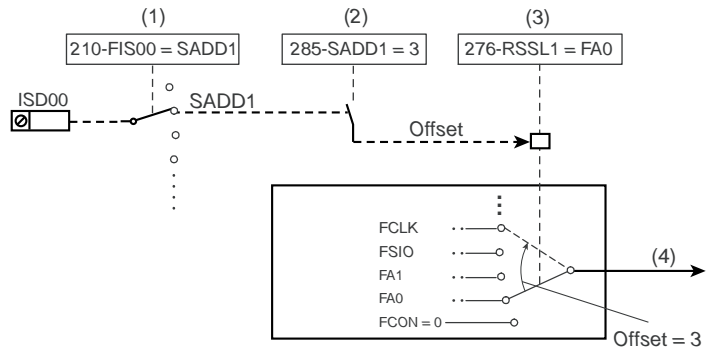 (1)
(2)
(3)
210-FIS00 = SADD1
285-SADD1 = 3
276-RSSL1 = FA0
ISD00
SADD1
Offset
FCLK
FSIO
FA1
FA0
FCON = 0
(4)
Offset = 3